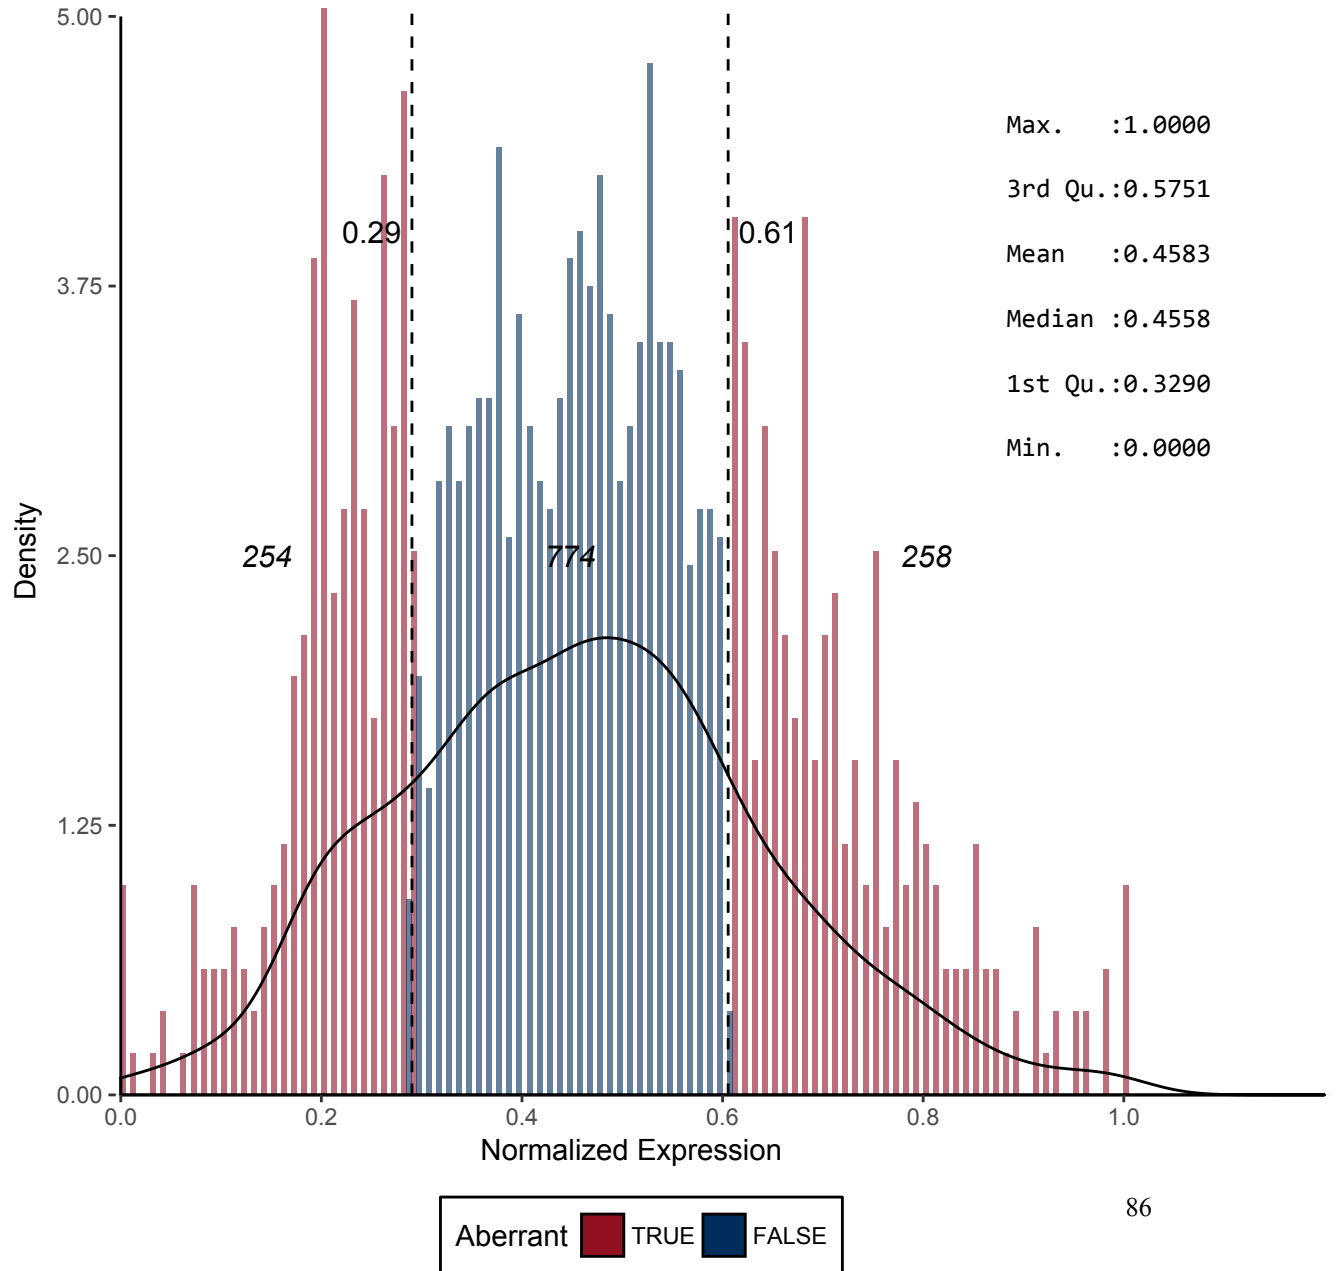 5.00
Max.   :1.0000
3rd Qu.:0.5751
0.29
0.61
Mean   :0.4583
3.75
Median :0.4558
1st Qu.:0.3290
Min.   :0.0000
Density
2.50
254
774
258
1.25
0.00
0.0 0.2 0.4 0.6 0.8 1.0
Normalized Expression
86
Aberrant TRUE FALSE